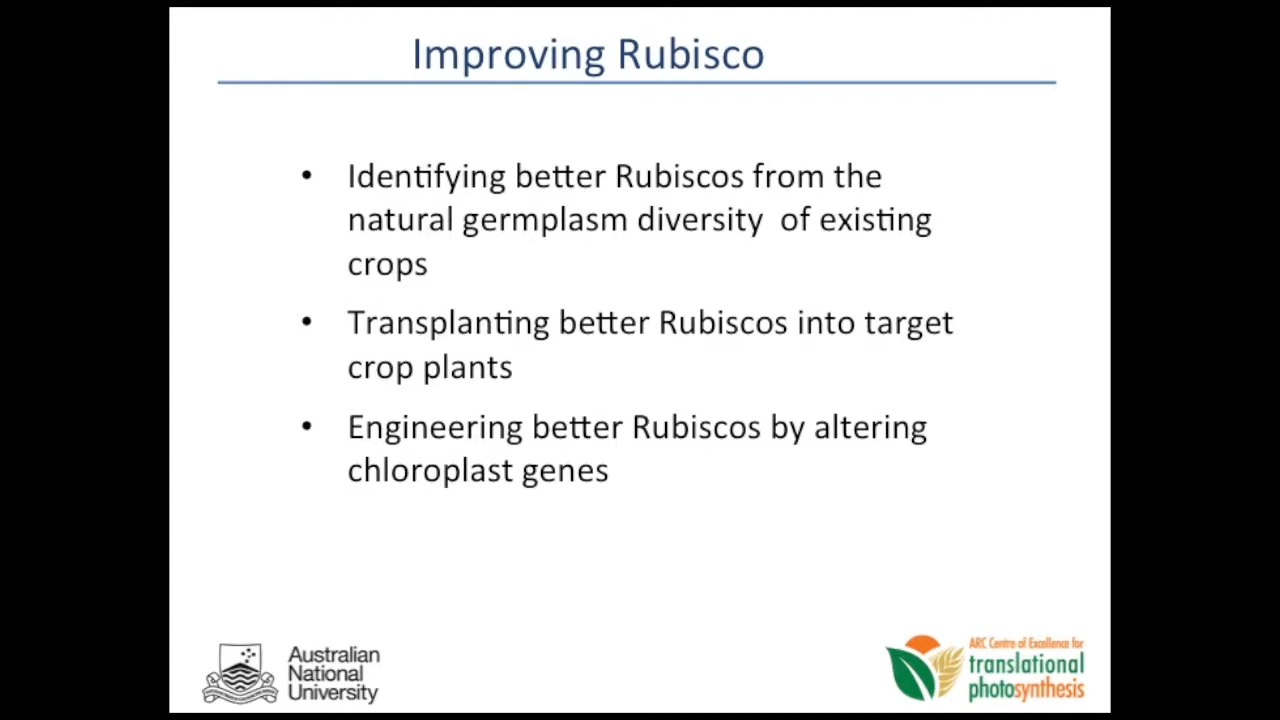 Improving Rubisco
• Identifying better Rubiscos from the
natural germplasm diversity of existing
crops
• Transplanting better Rubiscos into target
crop plants
• Engineering better Rubiscos by altering
chloroplast genes
Australian
National
University
ARC Centre of Excellence for
translational
photosynthesis